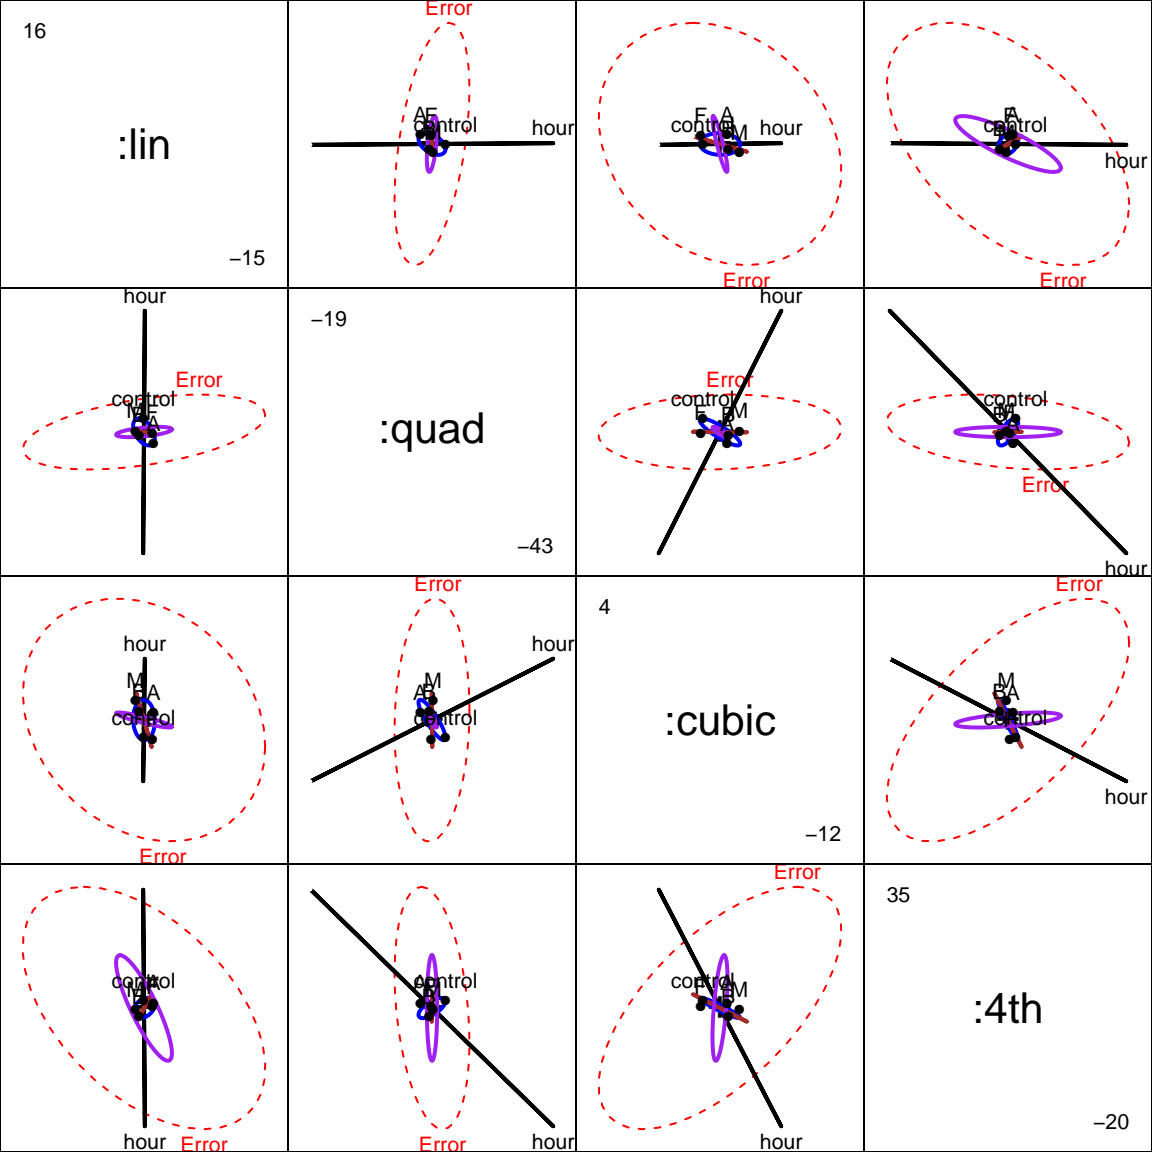 16
:lin
−15
Error
A F
control
hour
F A
control
M hour
Error
A
control
hour
Error
hour
Error
control
M F
A
−19
:quad
−43
hour
Error
control
F M
A
control
M
Error
hour
hour
M
B A
control
Error
Error
hour
M
A B
control
4
:cubic
−12
Error
M
B A
control
hour
control
M
hour
Error
control
Error
hour
Error
control
M
hour
35
:4th
−20